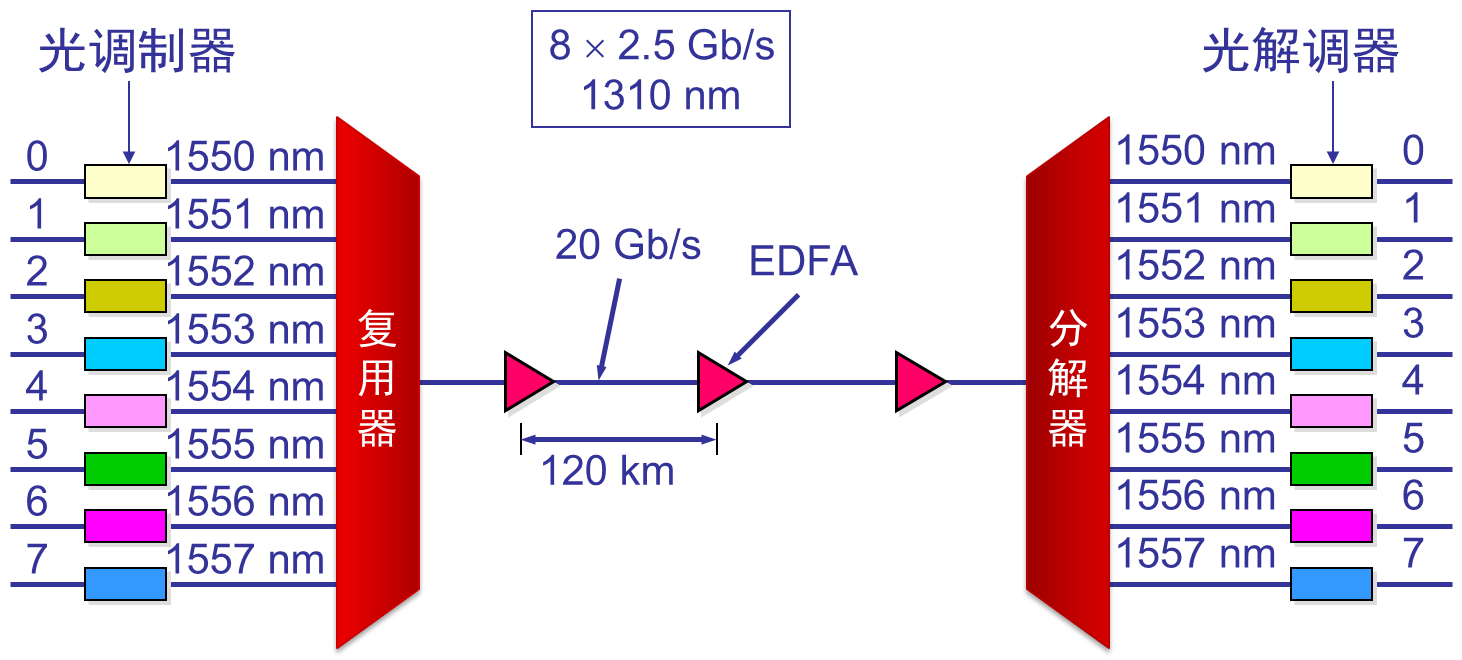 光调制器
8 × 2.5 Gb/s
1310 nm
光解调器
0 1550 nm
1 1551 nm
2 1552 nm
3 1553 nm
4 1554 nm
5 1555 nm
6 1556 nm
7 1557 nm
复用器
20 Gb/s
EDFA
120 km
分解器
1550 nm 0
1551 nm 1
1552 nm 2
1553 nm 3
1554 nm 4
1555 nm 5
1556 nm 6
1557 nm 7